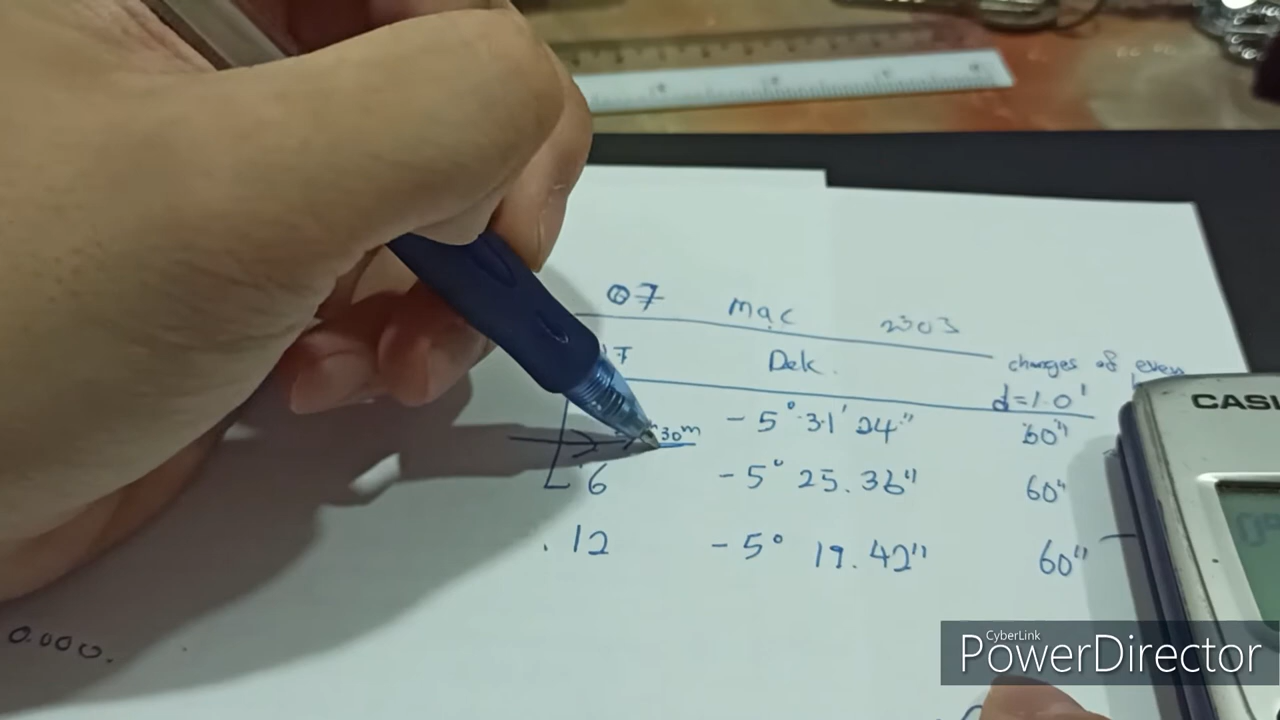 07 Mac 2303
Dek. changes of every
d=1.0'
30m -5° 31' 24" 60"
6 -5° 25.36" 60"
12 -5° 19.42" 60"
0.000.
CASI
CyberLink
PowerDirector